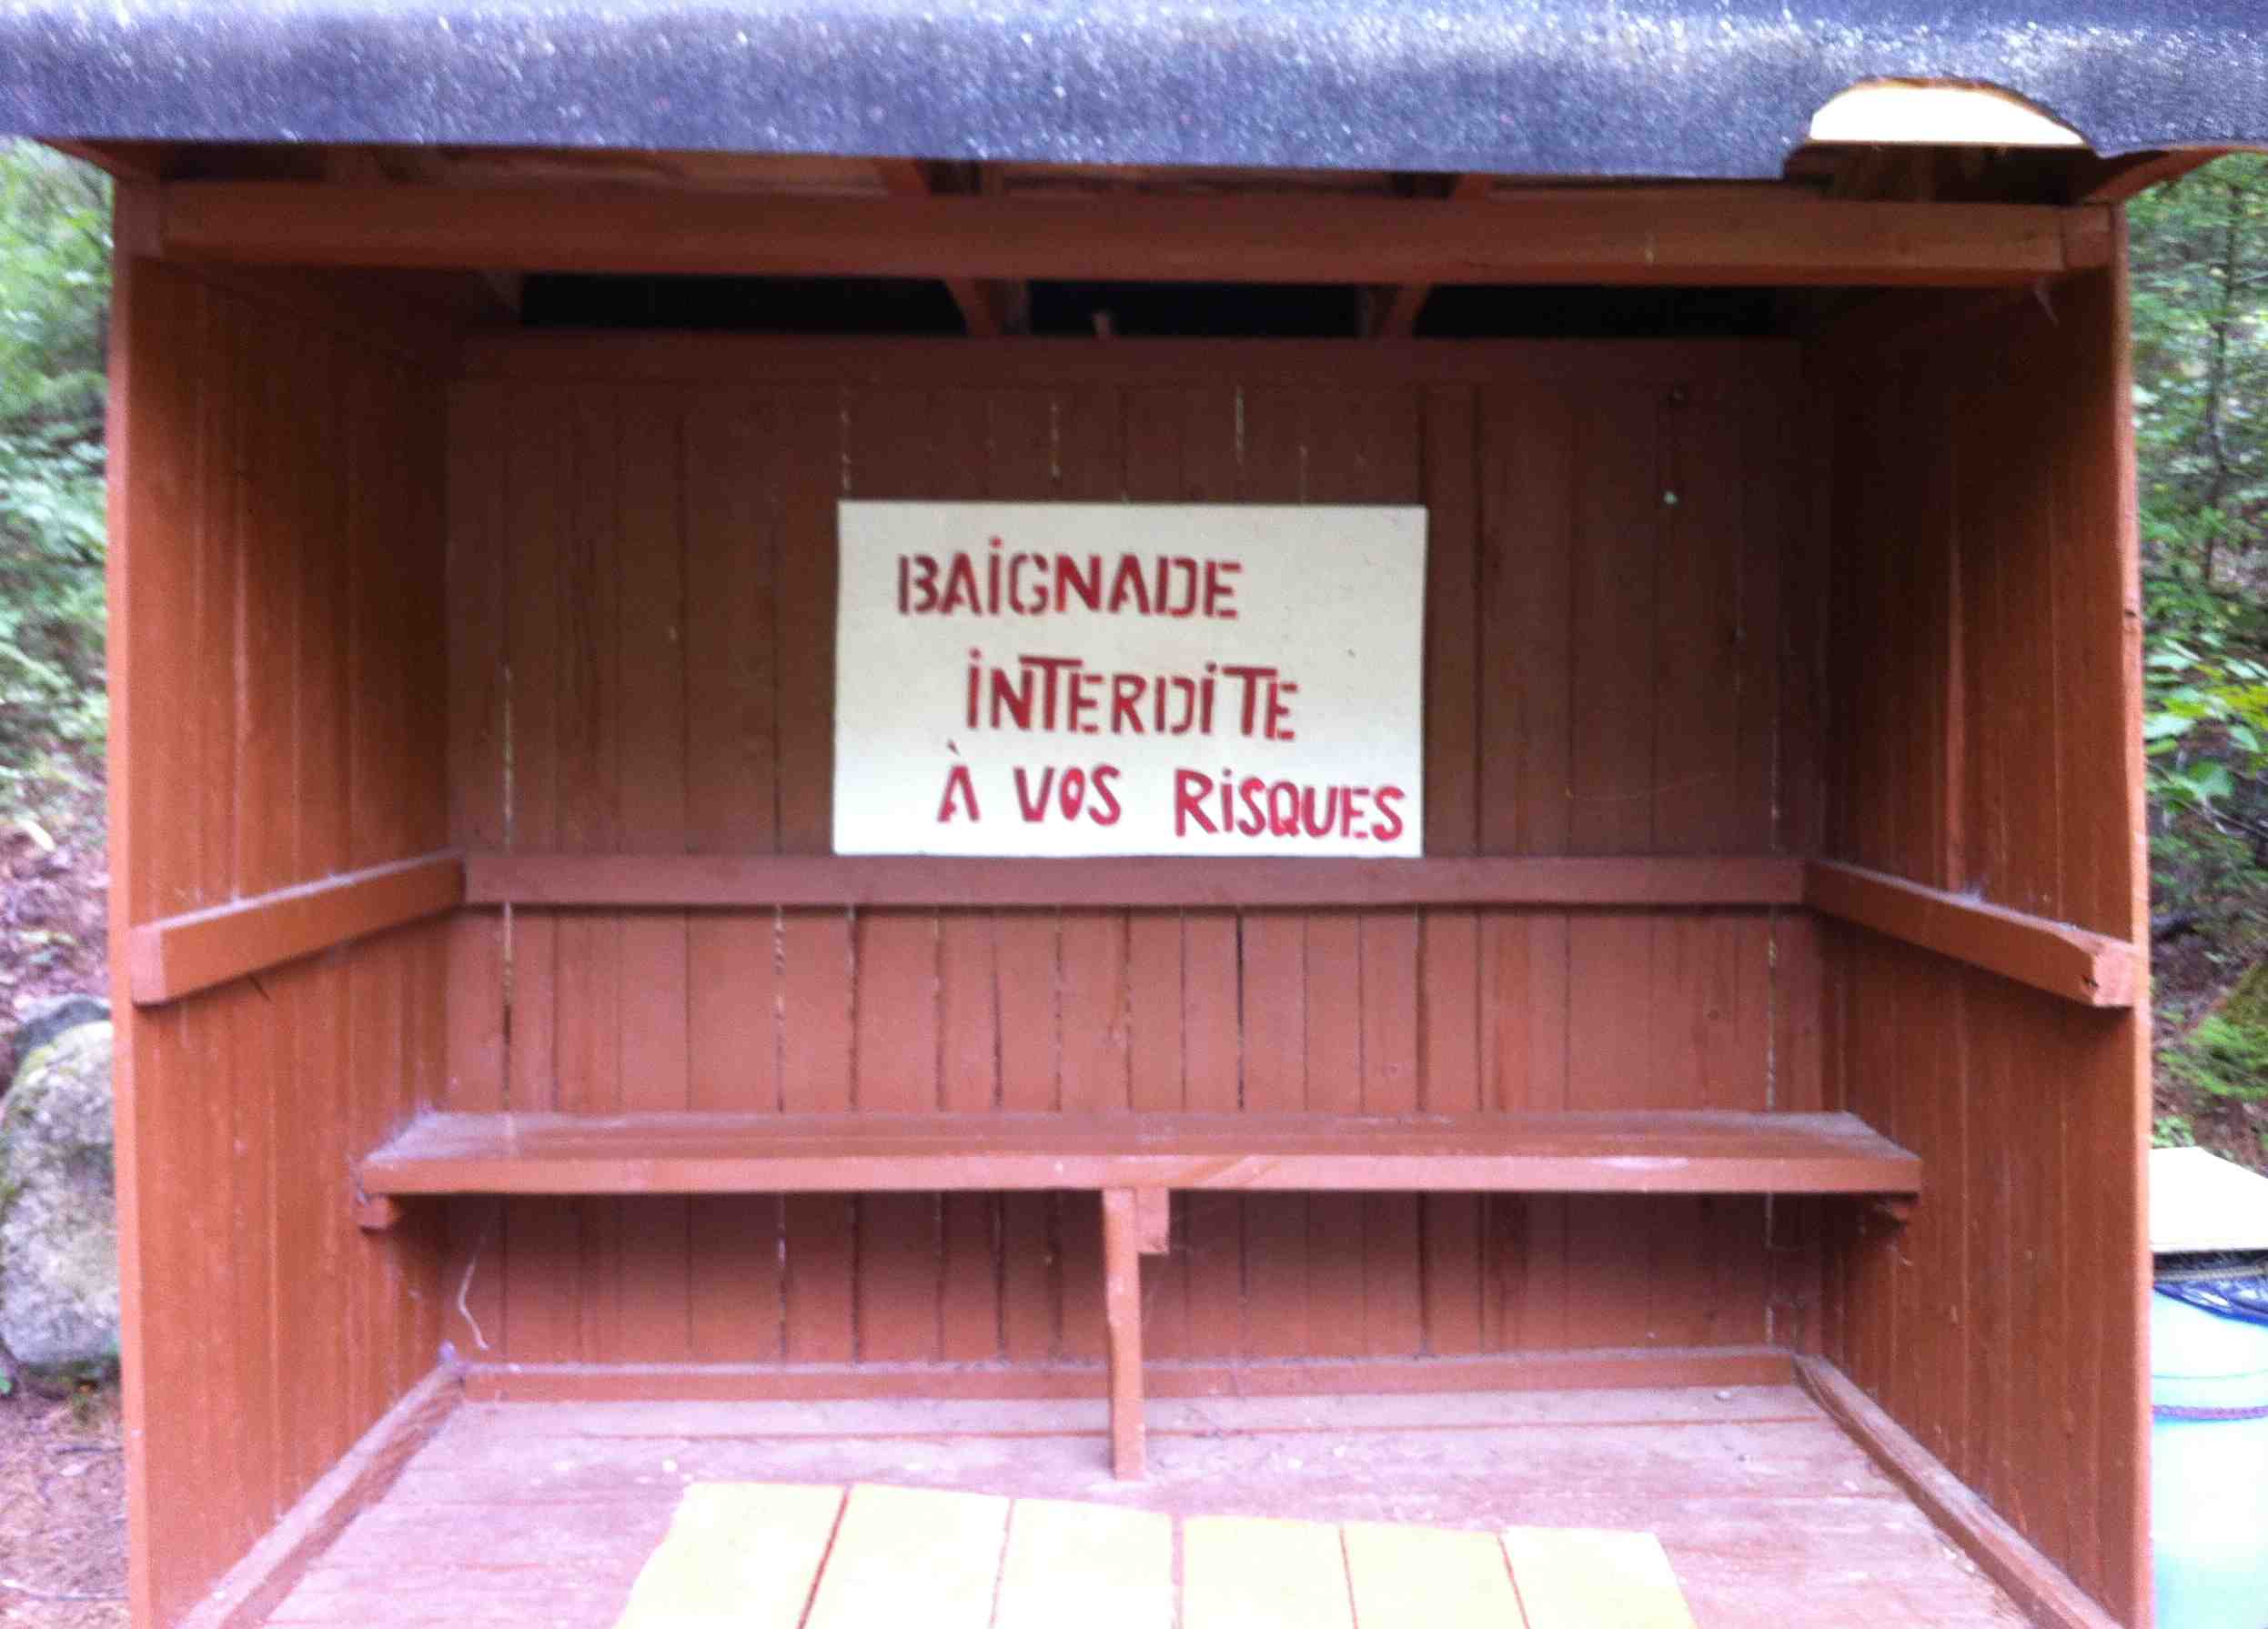 BAiGNADE
iNTERDiTE
À VOS RiSQUES